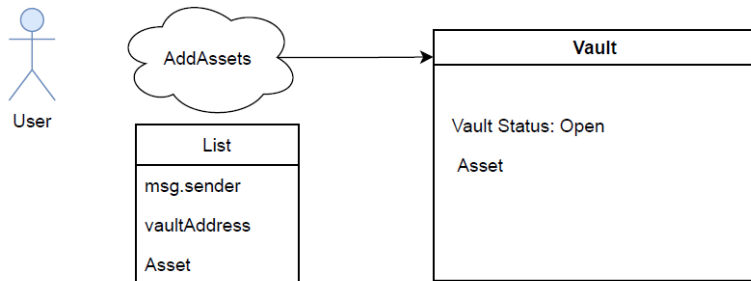 User
AddAssets
List
msg.sender
vaultAddress
Asset
Vault
Vault Status: Open
Asset